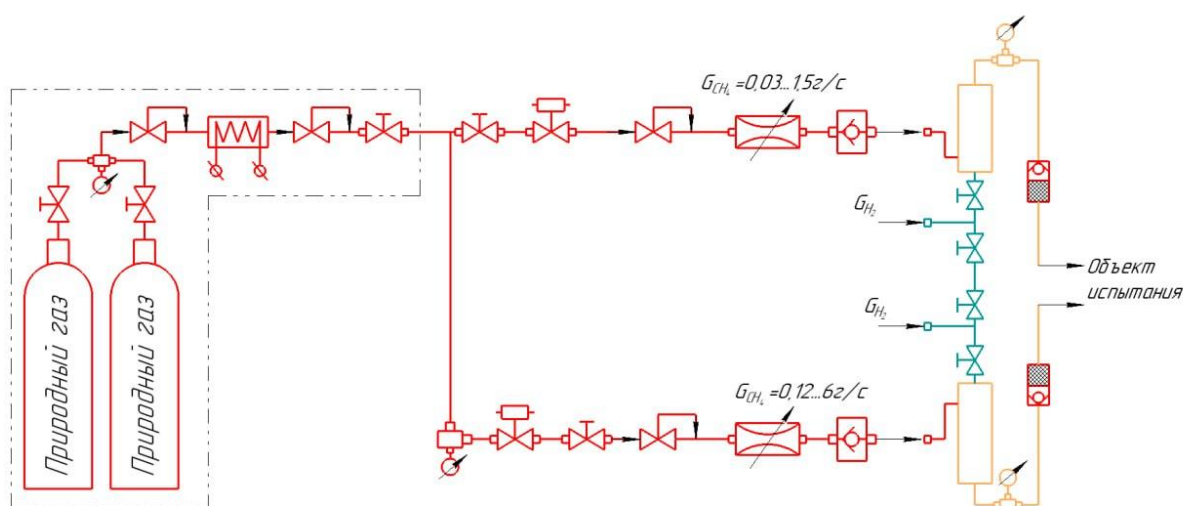 G_CH₄ =0,03...1,5г/с
G_H₂
Объект
испытания
G_H₂
Природный газ
Природный газ
G_CH₄ =0,12...6г/с